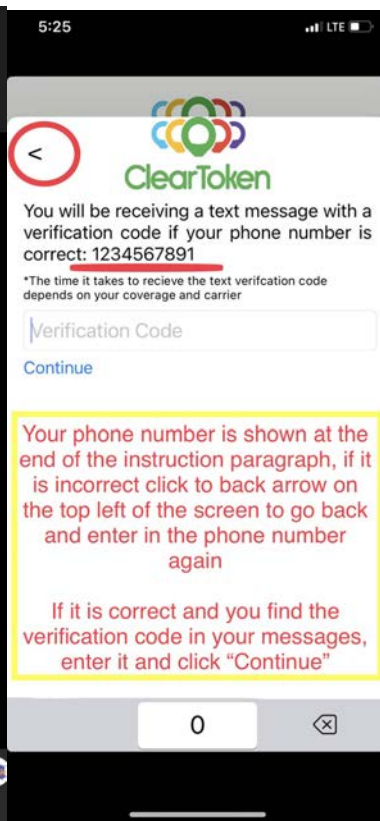 5:25 LTE
<
ClearToken
You will be receiving a text message with a
verification code if your phone number is
correct: 1234567891
*The time it takes to recieve the text verifcation code
depends on your coverage and carrier
Verification Code
Continue
Your phone number is shown at the
end of the instruction paragraph, if it
is incorrect click to back arrow on
the top left of the screen to go back
and enter in the phone number
again
If it is correct and you find the
verification code in your messages,
enter it and click “Continue”
0